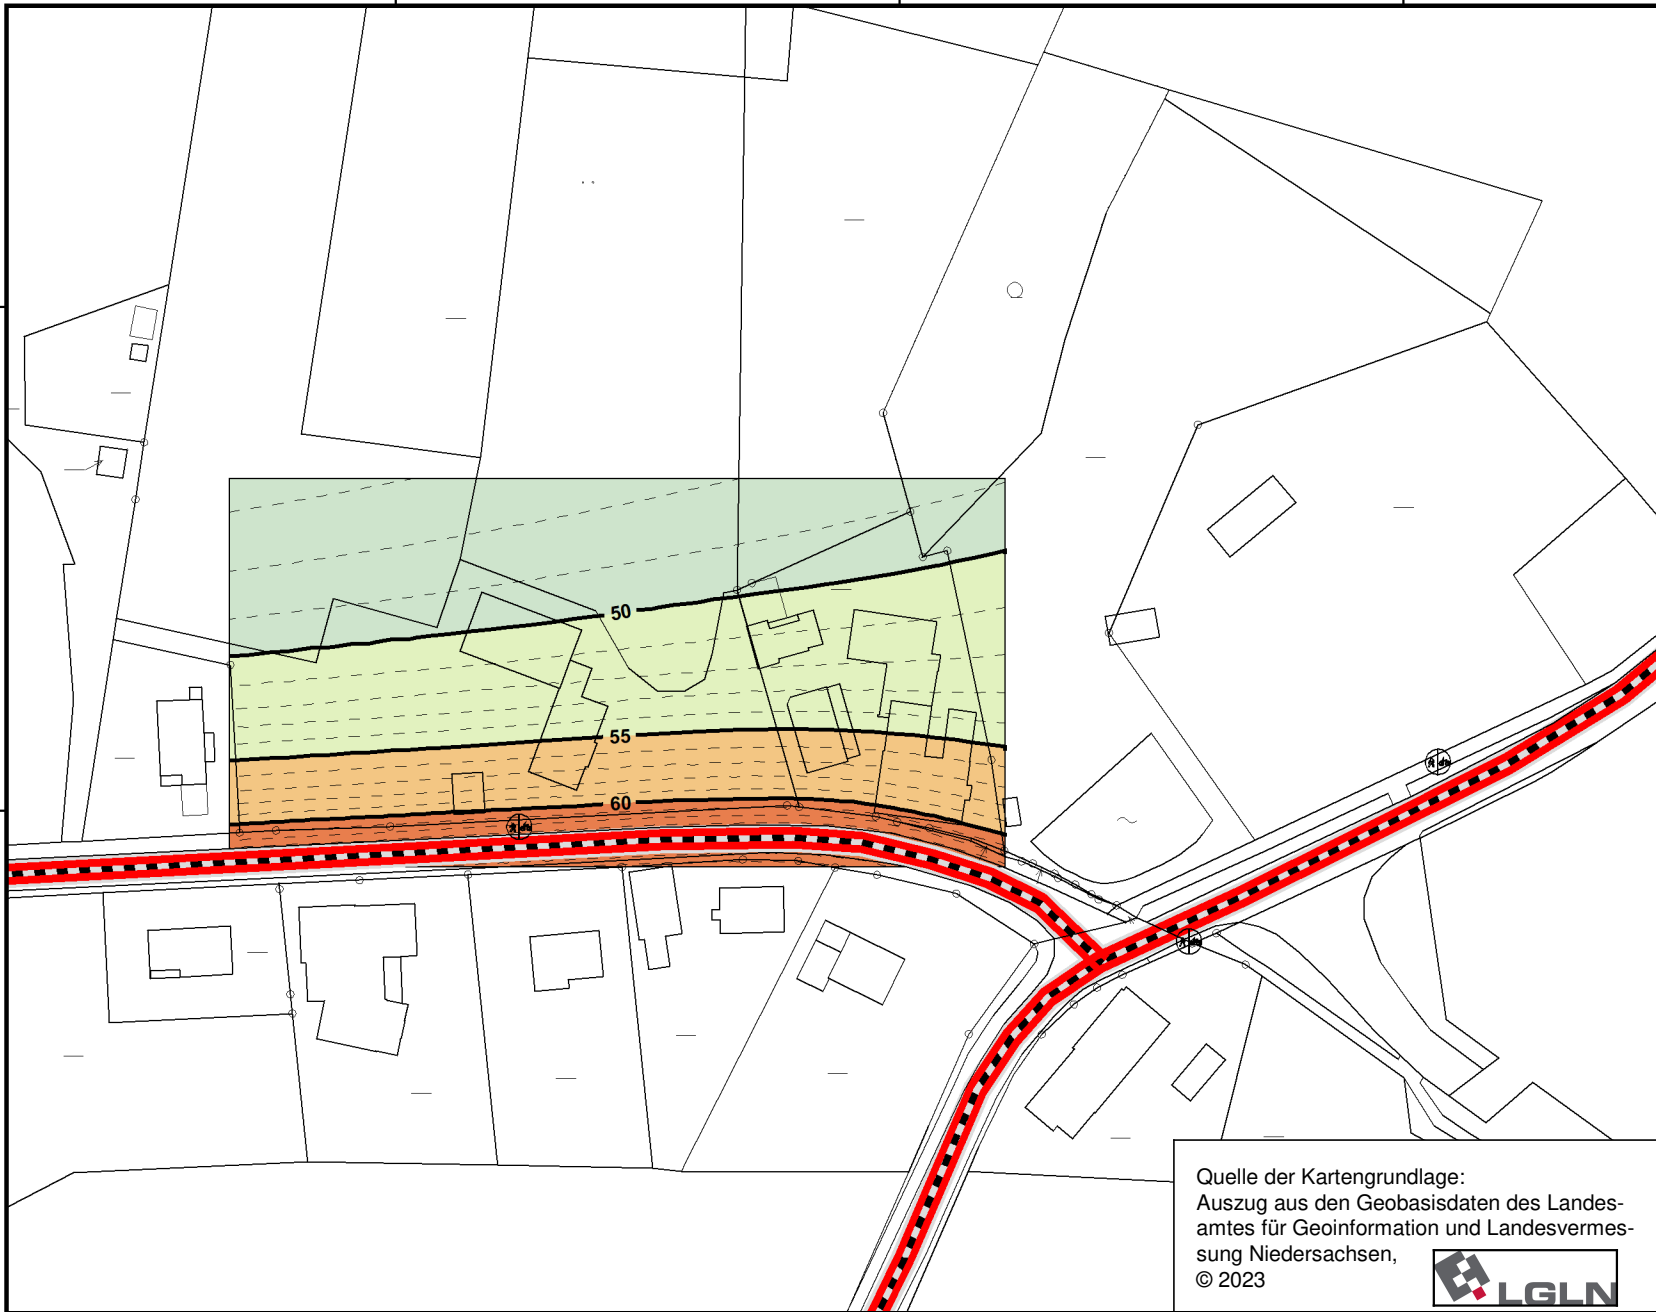 50
55
60
Quelle der Kartengrundlage:
Auszug aus den Geobasisdaten des Landes-
amtes für Geoinformation und Landesvermes-
sung Niedersachsen,
© 2023
LGLN